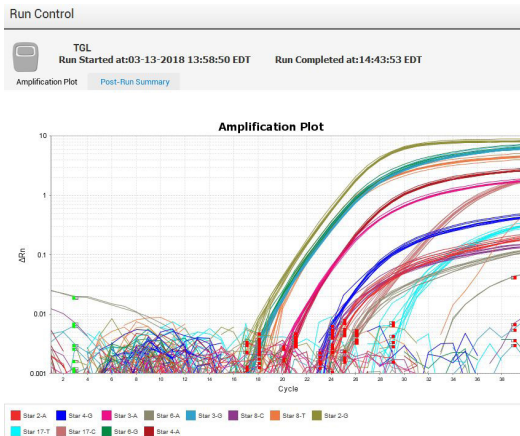 Run Control
TGL
Run Started at:03-13-2018 13:58:50 EDT Run Completed at:14:43:53 EDT
Amplification Plot Post-Run Summary
Amplification Plot
10
1
0.1
0.01
0.001
ΔRn
2 4 6 8 10 12 14 16 18 20 22 24 26 28 30 32 34 36 38
Cycle
Star 2-A Star 4-G Star 3-A Star 6-A Star 3-G Star 8-C Star 8-T Star 2-G
Star 17-T Star 17-C Star 6-G Star 4-A